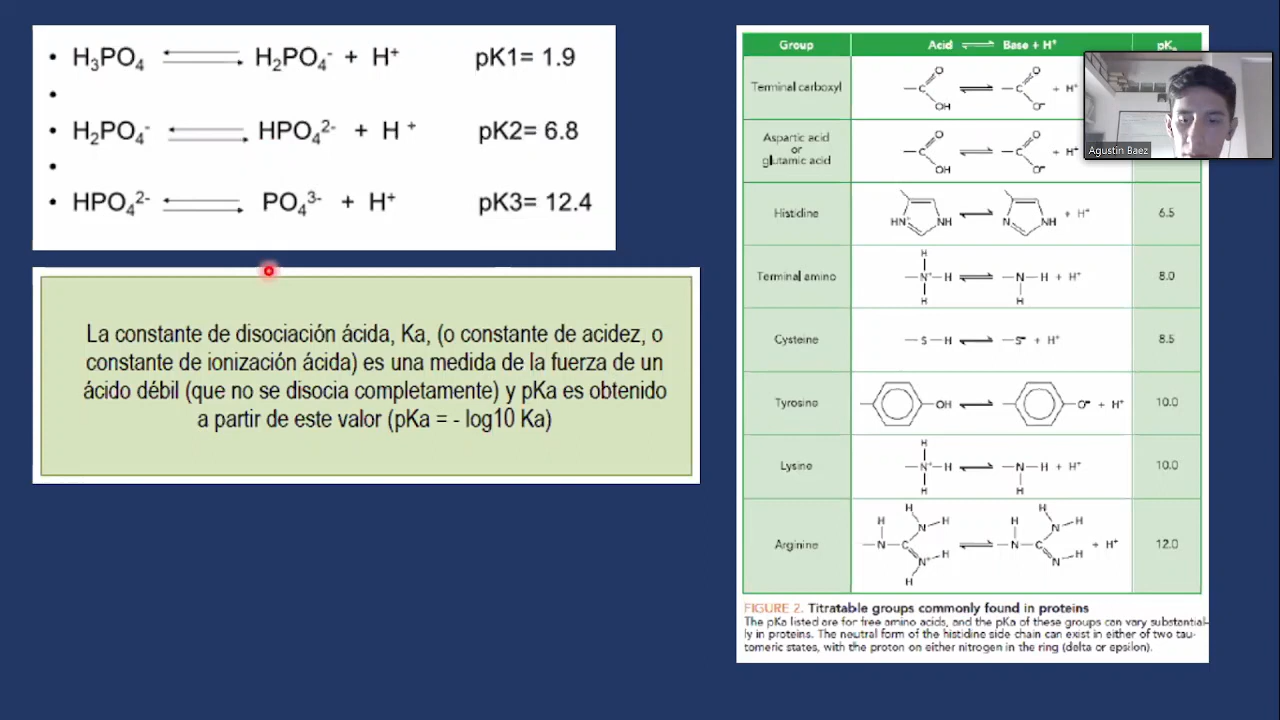 • H₃PO₄ ⇌ H₂PO₄⁻ + H⁺ pK1= 1.9
•
• H₂PO₄⁻ ⇌ HPO₄²⁻ + H⁺ pK2= 6.8
•
• HPO₄²⁻ ⇌ PO₄³⁻ + H⁺ pK3= 12.4
La constante de disociación ácida, Ka, (o constante de acidez, o
constante de ionización ácida) es una medida de la fuerza de un
ácido débil (que no se disocia completamente) y pKa es obtenido
a partir de este valor (pKa = - log10 Ka)
Group Acid ⇌ Base + H⁺ pKₐ
Terminal carboxyl —C O OH ⇌ —C O O⁻ + H⁺
Aspartic acid
or
glutamic acid —C O OH ⇌ —C O O⁻ + H⁺
Histidine HN⁺ NH ⇌ N NH + H⁺ 6.5
Terminal amino H —N⁺—H H ⇌ —N—H H + H⁺ 8.0
Cysteine —S—H ⇌ —S⁻ + H⁺ 8.5
Tyrosine OH ⇌ O⁻ + H⁺ 10.0
Lysine H —N⁺—H H ⇌ —N—H H + H⁺ 10.0
Arginine H —N—C H N—H N⁺—H H ⇌ H —N—C H N—H N—H + H⁺ 12.0
FIGURE 2. Titratable groups commonly found in proteins
The pKa listed are for free amino acids, and the pKa of these groups can vary substantial-
ly in proteins. The neutral form of the histidine side chain can exist in either of two tau-
tomeric states, with the proton on either nitrogen in the ring (delta or epsilon).
Agustín Baez